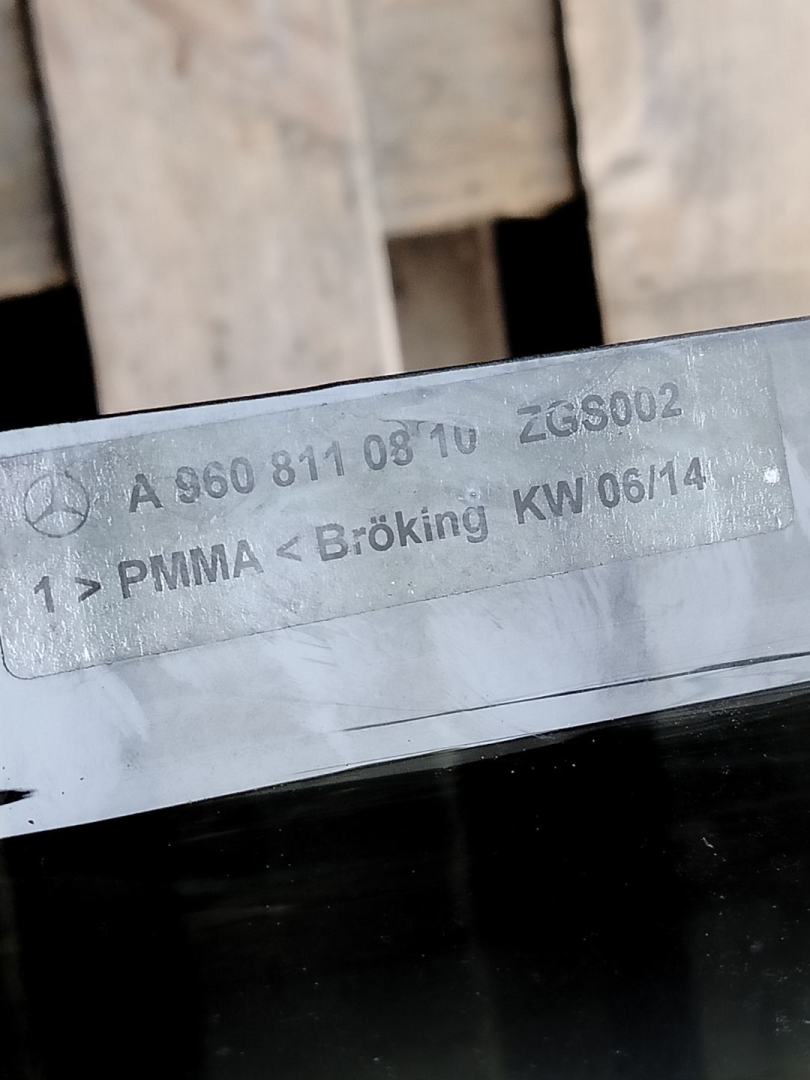 A 960 811 08 10 ZGS002
1 > PMMA < Bröking KW 06/14